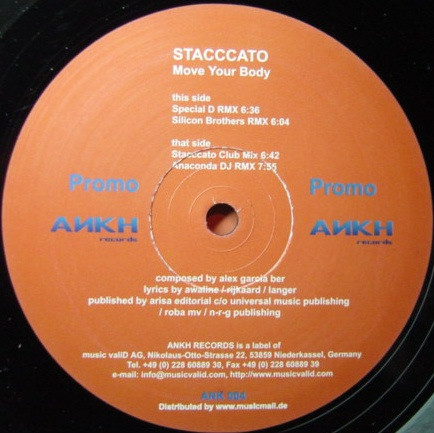 STACCCATO
Move Your Body
this side
Special D RMX 6:36
Silicon Brothers RMX 6:04
that side
Stacccato Club Mix 6:42
Anaconda DJ RMX 7:55
Promo
Promo
ANKH
records
ANKH
records
composed by alex garcia ber
lyrics by awaline / rijkaard / langer
published by arisa editorial c/o universal music publishing
/ roba mv / n-r-g publishing
ANKH RECORDS is a label of
music valiD AG, Nikolaus-Otto-Strasse 22, 53859 Niederkassel, Germany
Tel. +49 (0) 228 60889 30, Fax +49 (0) 228 60889 39
e-mail: info@musicvalid.com, http://www.musicvalid.com
ANK
Distributed by www.musicmail.de